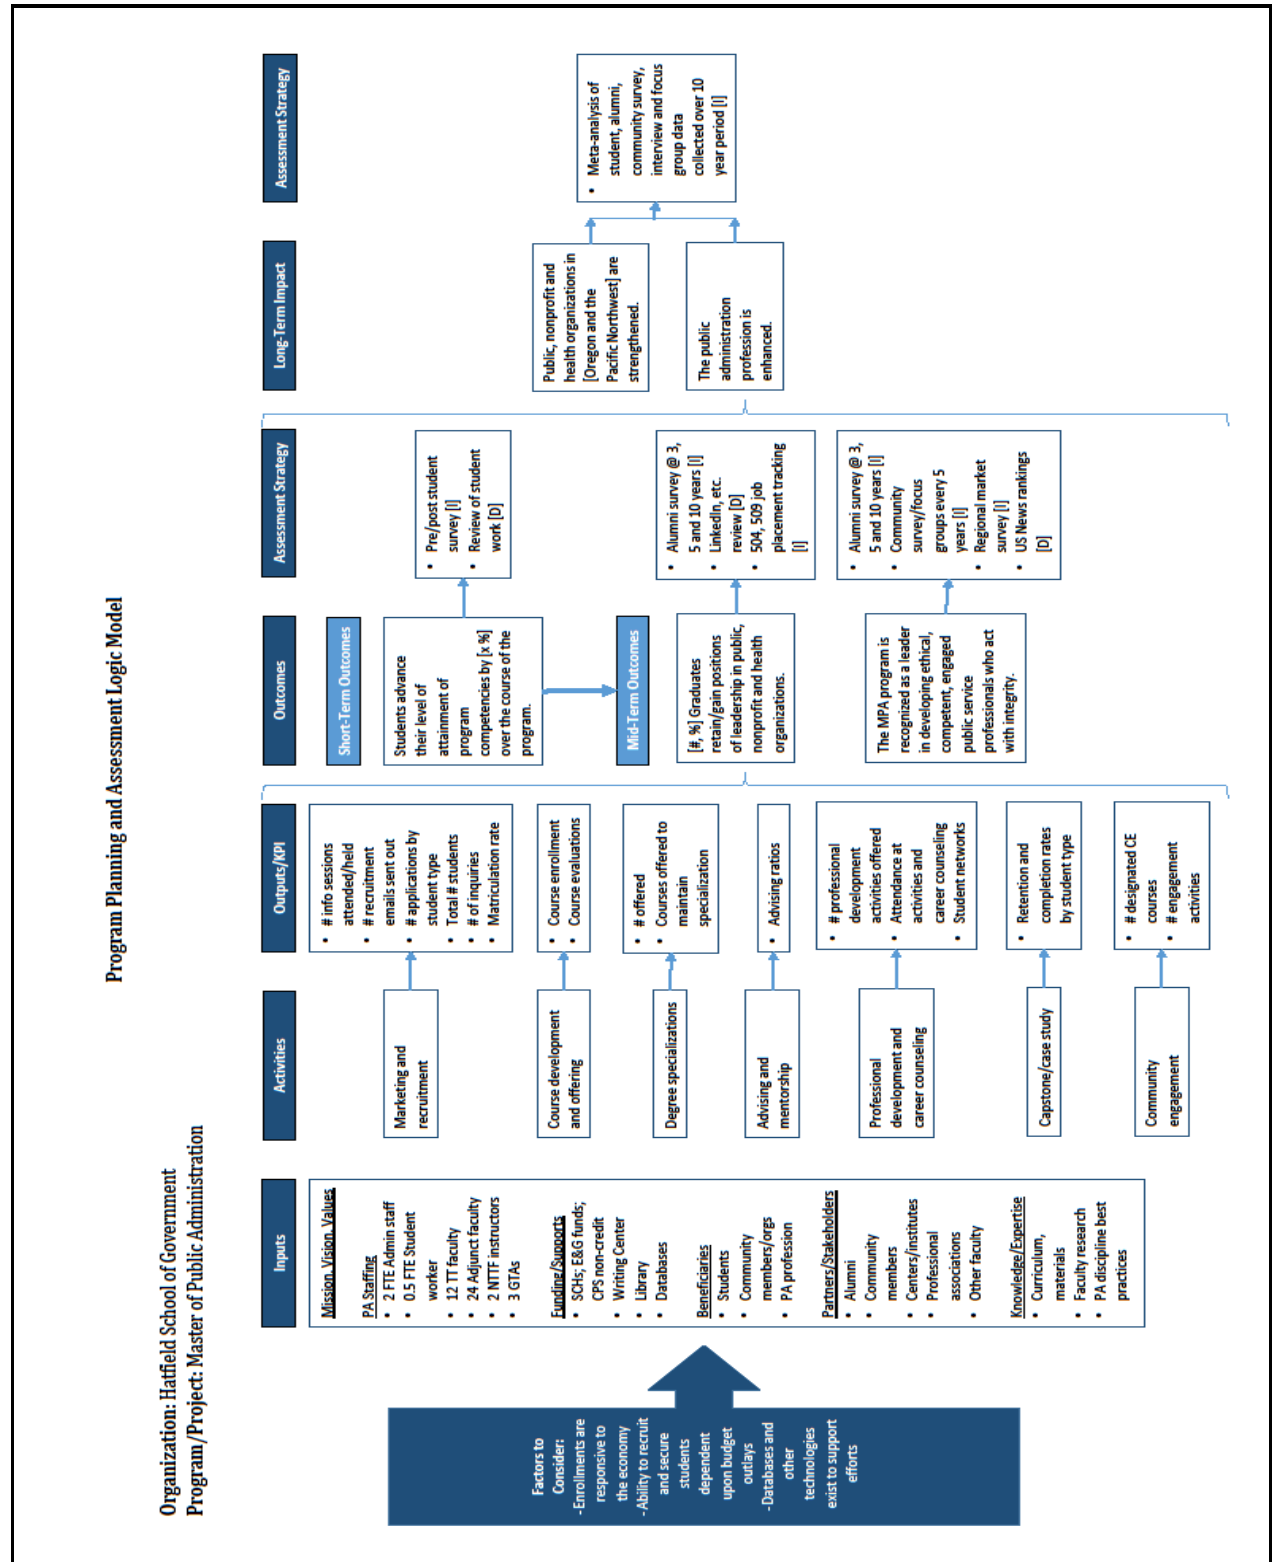 Program Planning and Assessment Logic Model
Organization: Hatfield School of Government
Program/Project: Master of Public Administration
Factors to
Consider:
-Enrollments are
responsive to
the economy
-Ability to recruit
and secure
students
dependent
upon budget
outlays
-Databases and
other
technologies
exist to support
efforts
Inputs
Mission, Vision, Values
PA Staffing
• 2 FTE Admin staff
• 0.5 FTE Student
worker
• 12 TT faculty
• 24 Adjunct faculty
• 2 NTTF instructors
• 3 GTAs
Funding/Supports
• SCHs; E&G funds;
CPS non-credit
• Writing Center
• Library
• Databases
Beneficiaries
• Students
• Community
members/orgs
• PA profession
Partners/Stakeholders
• Alumni
• Community
members
• Centers/institutes
• Professional
associations
• Other faculty
Knowledge/Expertise
• Curriculum,
materials
• Faculty research
• PA discipline best
practices
Activities
Marketing and
recruitment
Course development
and offering
Degree specializations
Advising and
mentorship
Professional
development and
career counseling
Capstone/case study
Community
engagement
Outputs/KPI
• # info sessions
attended/held
• # recruitment
emails sent out
• # applications by
student type
• Total # students
• # of inquiries
• Matriculation rate
• Course enrollment
• Course evaluations
• # offered
• Courses offered to
maintain
specialization
• Advising ratios
• # professional
development
activities offered
• Attendance at
activities and
career counseling
• Student networks
• Retention and
completion rates
by student type
• # designated CE
courses
• # engagement
activities
Outcomes
Short-Term Outcomes
Students advance
their level of
attainment of
program
competencies by [x %]
over the course of the
program.
Mid-Term Outcomes
[#, %] Graduates
retain/gain positions
of leadership in public,
nonprofit and health
organizations.
The MPA program is
recognized as a leader
in developing ethical,
competent, engaged
public service
professionals who act
with integrity.
Assessment Strategy
• Pre/post student
survey [I]
• Review of student
work [D]
• Alumni survey @ 3,
5 and 10 years [I]
• LinkedIn, etc.
review [D]
• 504, 509 job
placement tracking
[I]
• Alumni survey @ 3,
5 and 10 years [I]
• Community
survey/focus
groups every 5
years [I]
• Regional market
survey [I]
• US News rankings
[D]
Long-Term Impact
Public, nonprofit and
health organizations in
[Oregon and the
Pacific Northwest] are
strengthened.
The public
administration
profession is
enhanced.
Assessment Strategy
• Meta-analysis of
student, alumni,
community survey,
interview and focus
group data
collected over 10
year period [I]